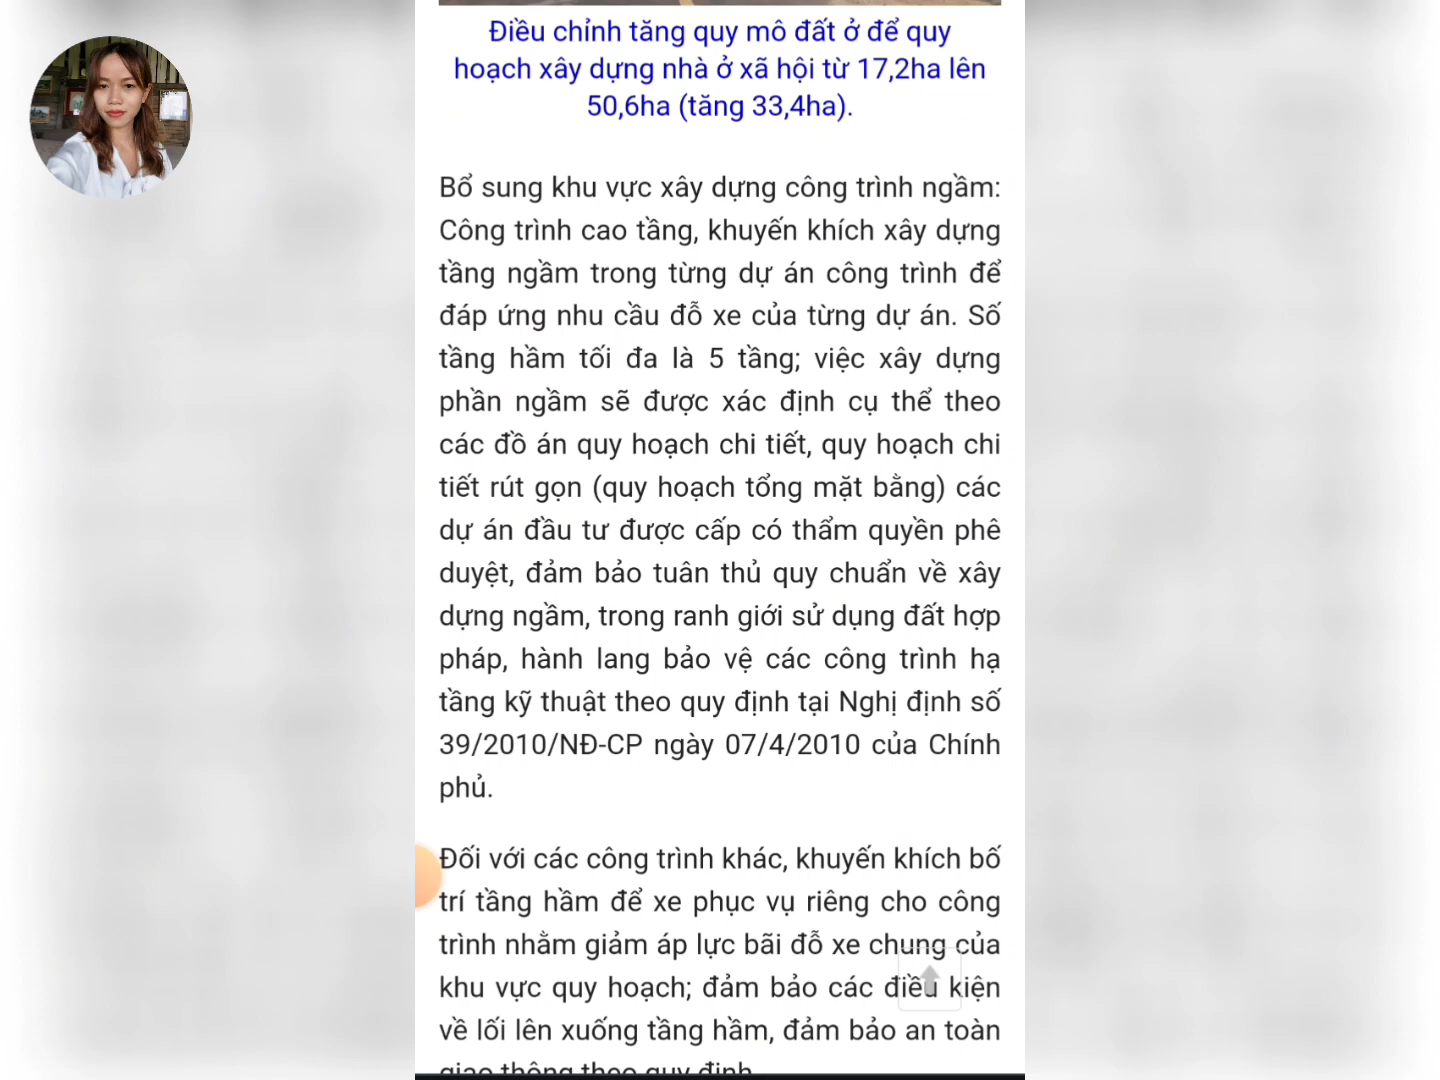 Điều chỉnh tăng quy mô đất ở để quy
hoạch xây dựng nhà ở xã hội từ 17,2ha lên
50,6ha (tăng 33,4ha).
Bổ sung khu vực xây dựng công trình ngầm:
Công trình cao tầng, khuyến khích xây dựng
tầng ngầm trong từng dự án công trình để
đáp ứng nhu cầu đỗ xe của từng dự án. Số
tầng hầm tối đa là 5 tầng; việc xây dựng
phần ngầm sẽ được xác định cụ thể theo
các đồ án quy hoạch chi tiết, quy hoạch chi
tiết rút gọn (quy hoạch tổng mặt bằng) các
dự án đầu tư được cấp có thẩm quyền phê
duyệt, đảm bảo tuân thủ quy chuẩn về xây
dựng ngầm, trong ranh giới sử dụng đất hợp
pháp, hành lang bảo vệ các công trình hạ
tầng kỹ thuật theo quy định tại Nghị định số
39/2010/NĐ-CP ngày 07/4/2010 của Chính
phủ.
Đối với các công trình khác, khuyến khích bố
trí tầng hầm để xe phục vụ riêng cho công
trình nhằm giảm áp lực bãi đỗ xe chung của
khu vực quy hoạch; đảm bảo các điều kiện
về lối lên xuống tầng hầm, đảm bảo an toàn
giao thông theo quy định.